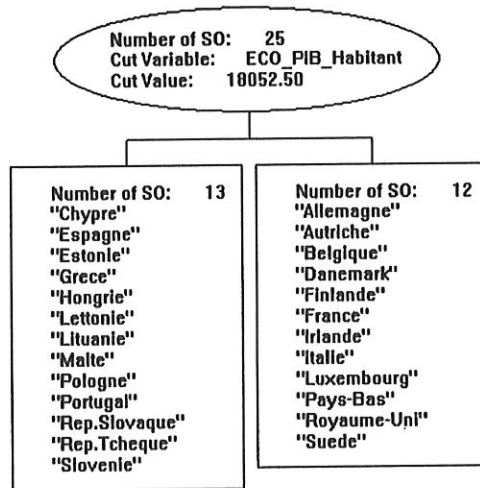 Number of SO: 25
Cut Variable: ECO_PIB_Habitant
Cut Value: 18052.50
Number of SO: 13
"Chypre"
"Espagne"
"Estonie"
"Grece"
"Hongrie"
"Lettonie"
"Lituanie"
"Malte"
"Pologne"
"Portugal"
"Rep.Slovaque"
"Rep.Tcheque"
"Slovenie"
Number of SO: 12
"Allemagne"
"Autriche"
"Belgique"
"Danemark"
"Finlande"
"France"
"Irlande"
"Italie"
"Luxembourg"
"Pays-Bas"
"Royaume-Uni"
"Suede"